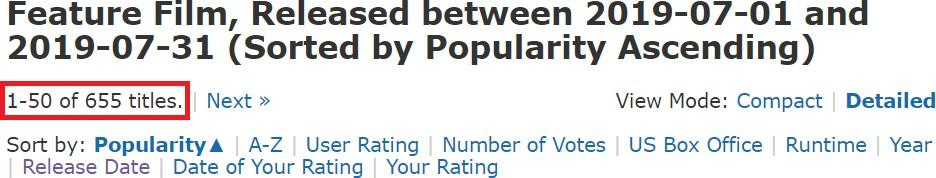 Feature Film, Released between 2019-07-01 and
2019-07-31 (Sorted by Popularity Ascending)
1-50 of 655 titles. | Next » View Mode: Compact | Detailed
Sort by: Popularity▲ | A-Z | User Rating | Number of Votes | US Box Office | Runtime | Year
| Release Date | Date of Your Rating | Your Rating